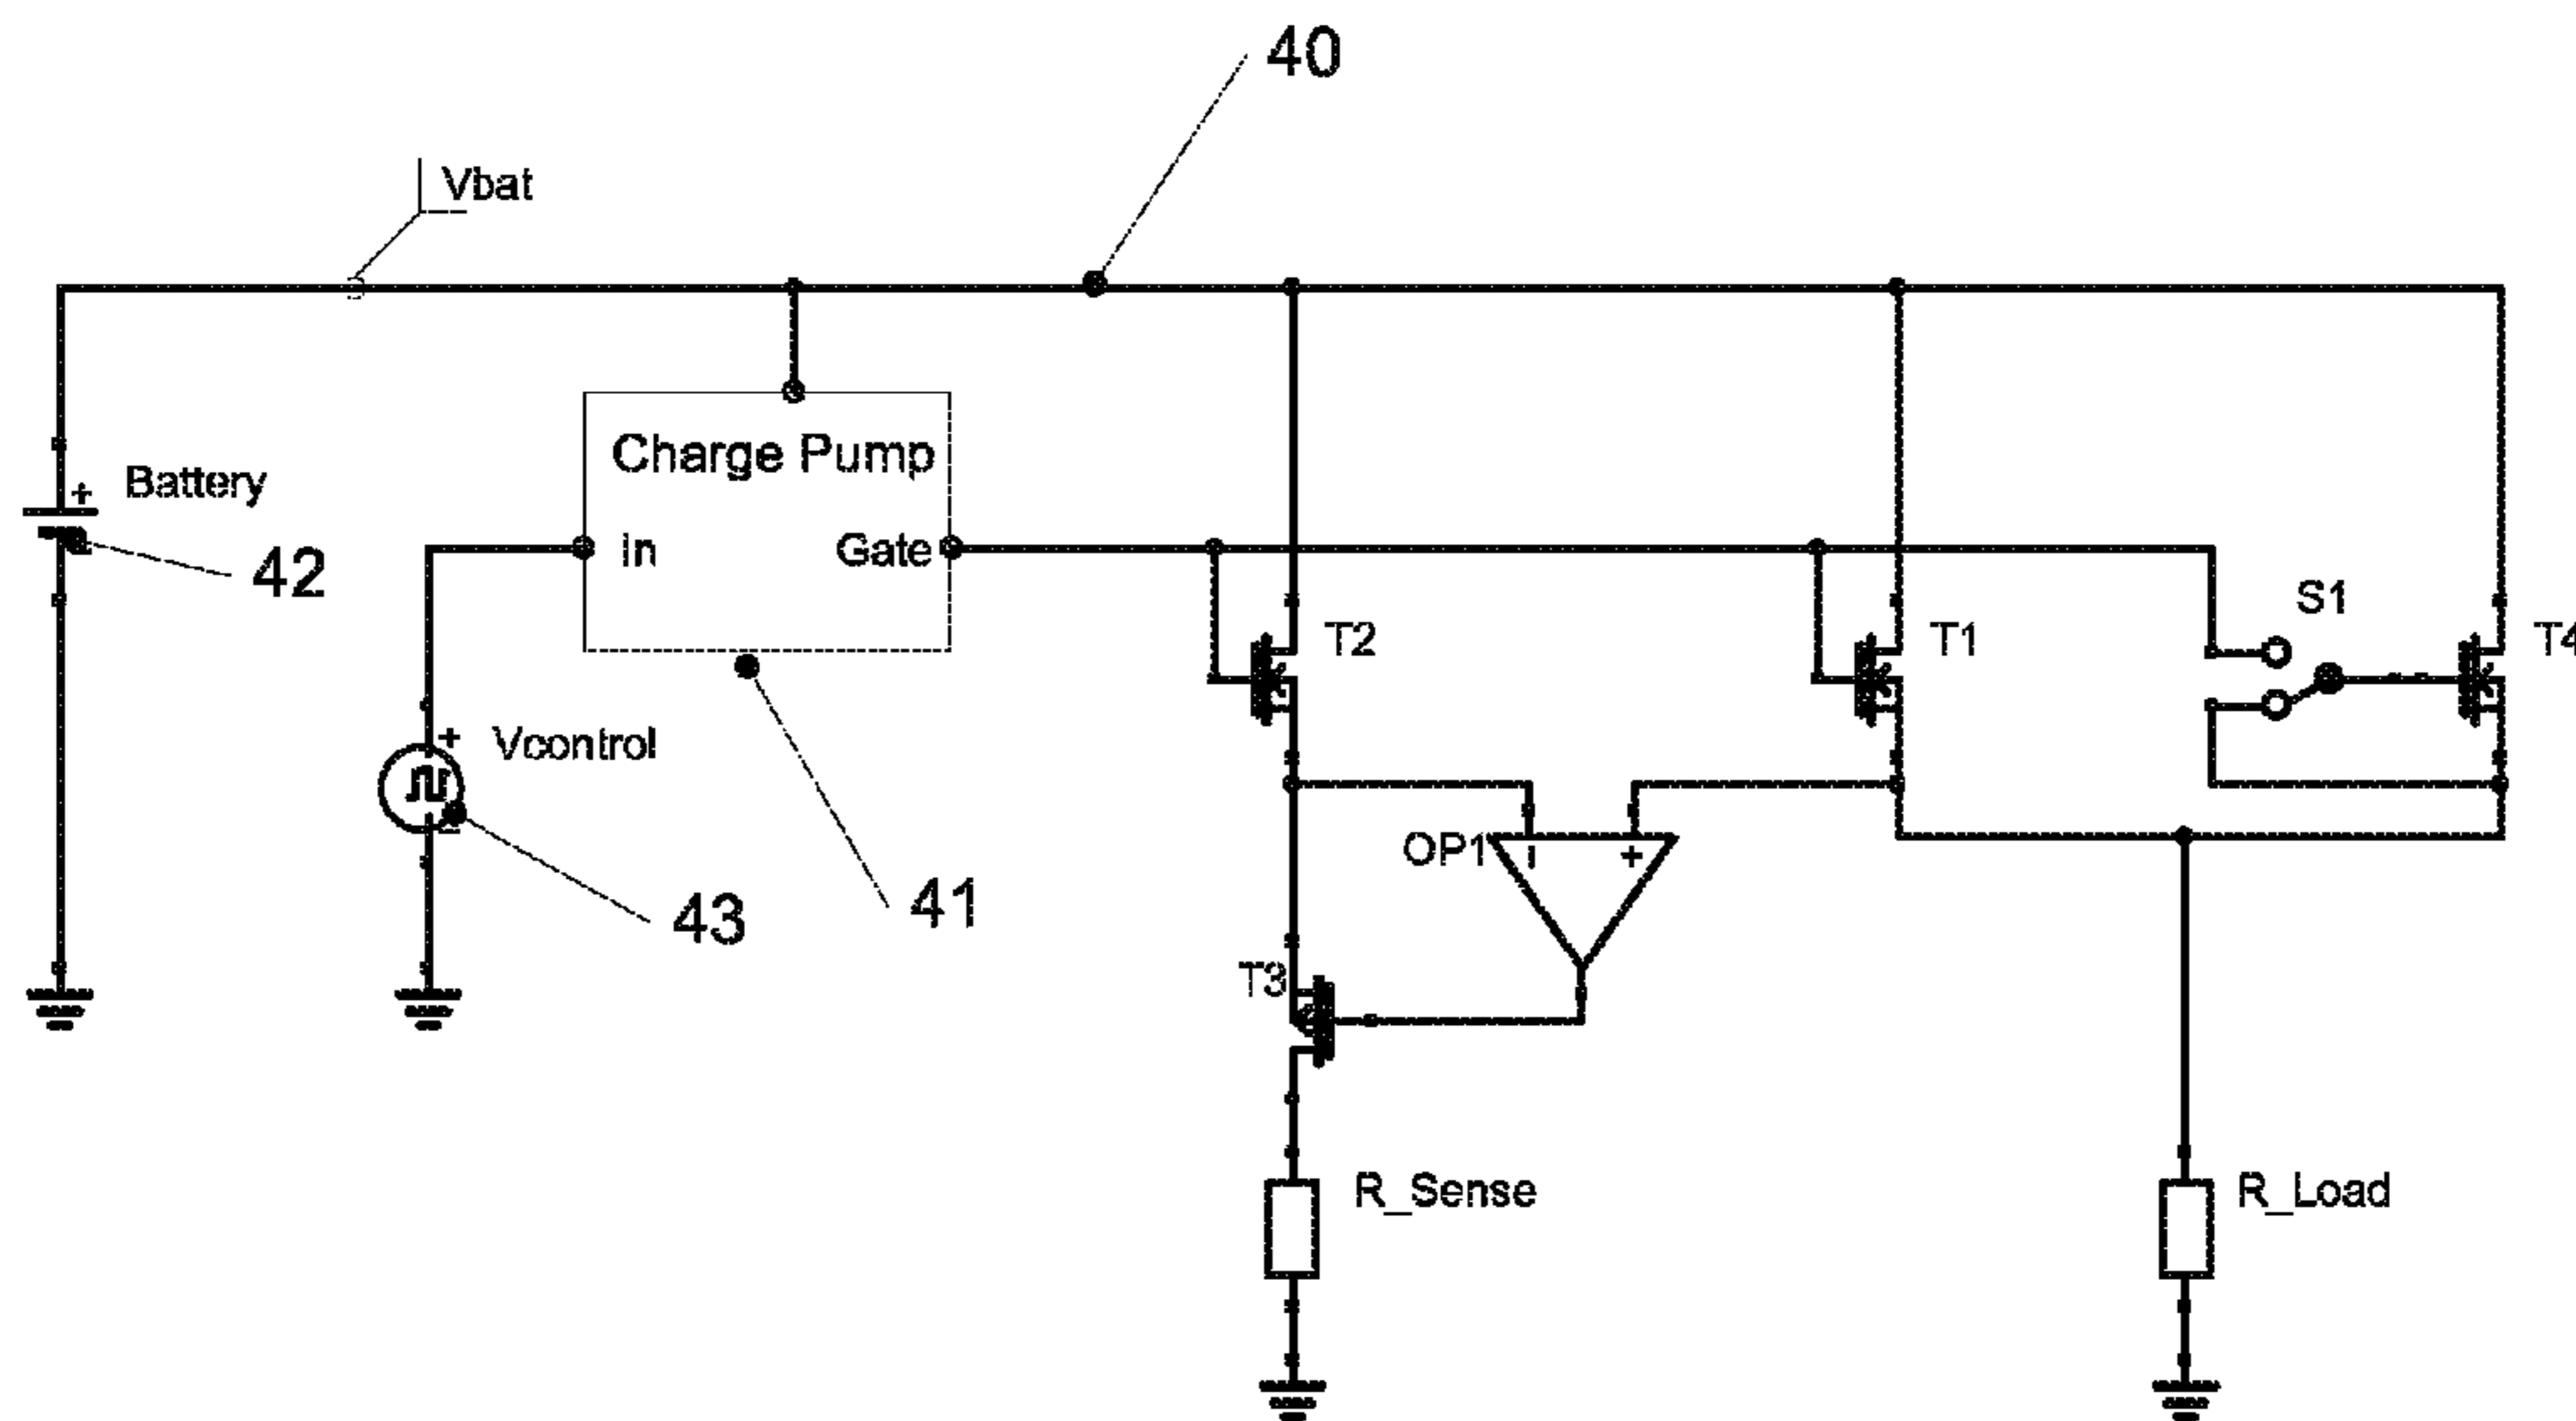 40
Vbat
Battery
42
Charge Pump
in
Gate
41
Vcontrol
43
T2
T1
S1
T4
OP1
- +
T3
R_Sense
R_Load